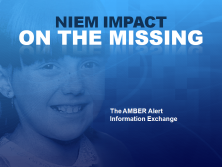 NIEM IMPACT
ON THE MISSING
The AMBER Alert
Information Exchange